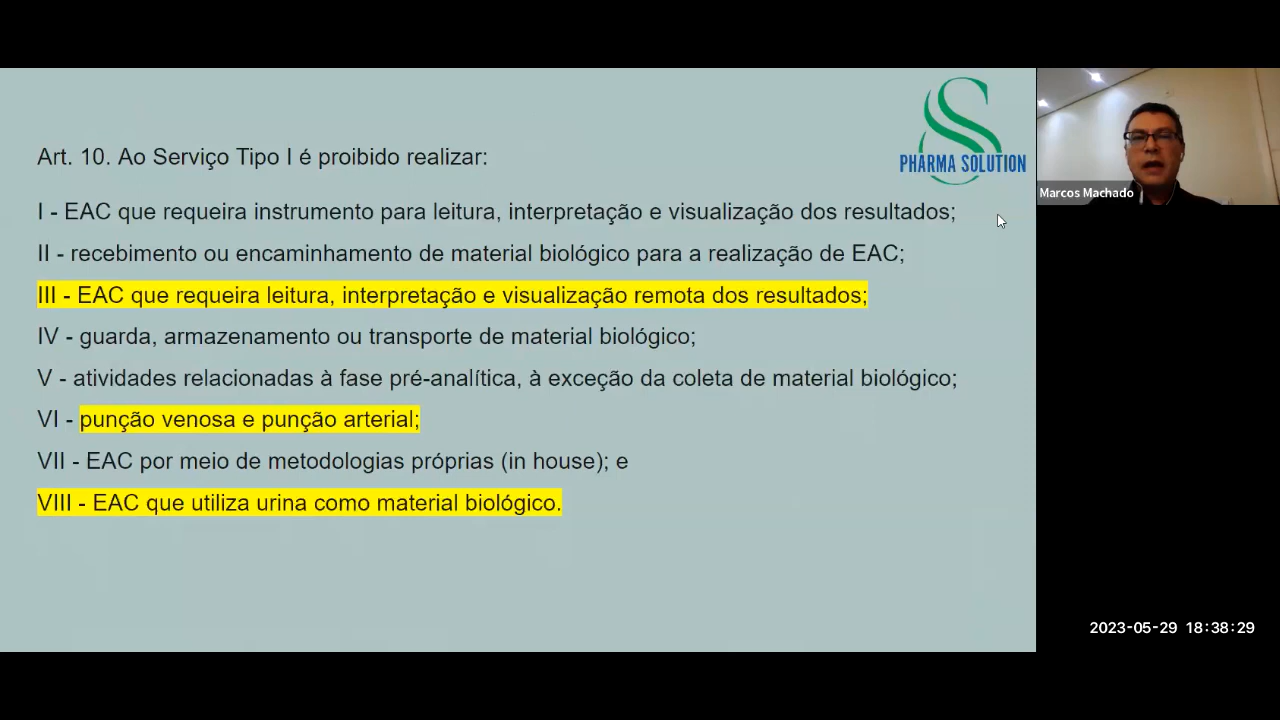 PHARMA SOLUTION
Marcos Machado
Art. 10. Ao Serviço Tipo I é proibido realizar:
I - EAC que requeira instrumento para leitura, interpretação e visualização dos resultados;
II - recebimento ou encaminhamento de material biológico para a realização de EAC;
III - EAC que requeira leitura, interpretação e visualização remota dos resultados;
IV - guarda, armazenamento ou transporte de material biológico;
V - atividades relacionadas à fase pré-analítica, à exceção da coleta de material biológico;
VI - punção venosa e punção arterial;
VII - EAC por meio de metodologias próprias (in house); e
VIII - EAC que utiliza urina como material biológico.
2023-05-29 18:38:29